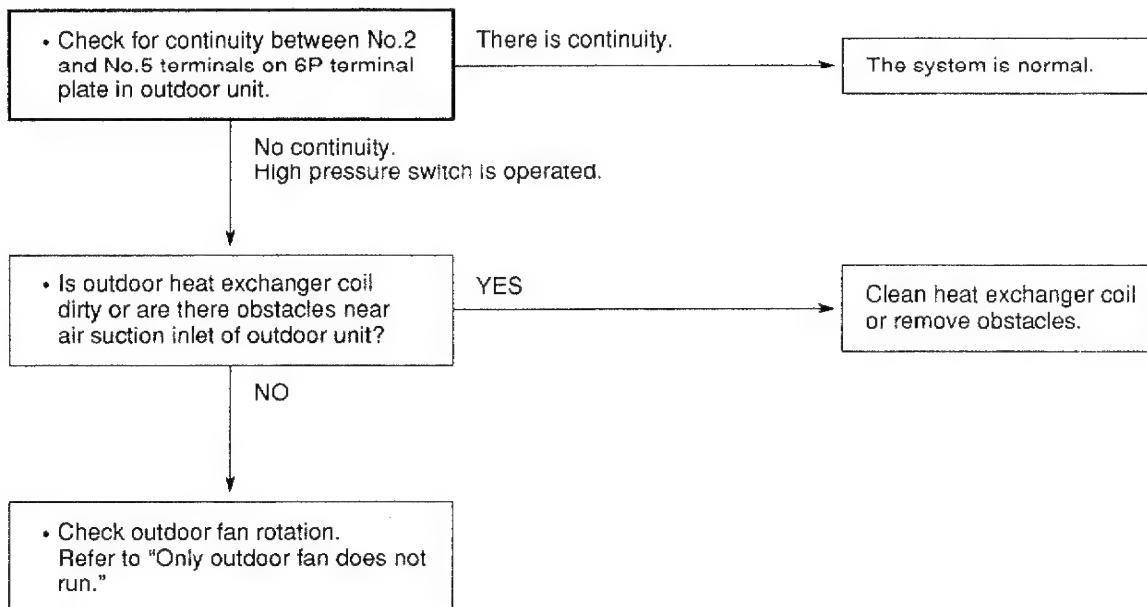 • Check for continuity between No.2
and No.5 terminals on 6P terminal
plate in outdoor unit.
There is continuity.
The system is normal.
No continuity.
High pressure switch is operated.
• Is outdoor heat exchanger coil
dirty or are there obstacles near
air suction inlet of outdoor unit?
YES
Clean heat exchanger coil
or remove obstacles.
NO
• Check outdoor fan rotation.
Refer to “Only outdoor fan does not
run.”